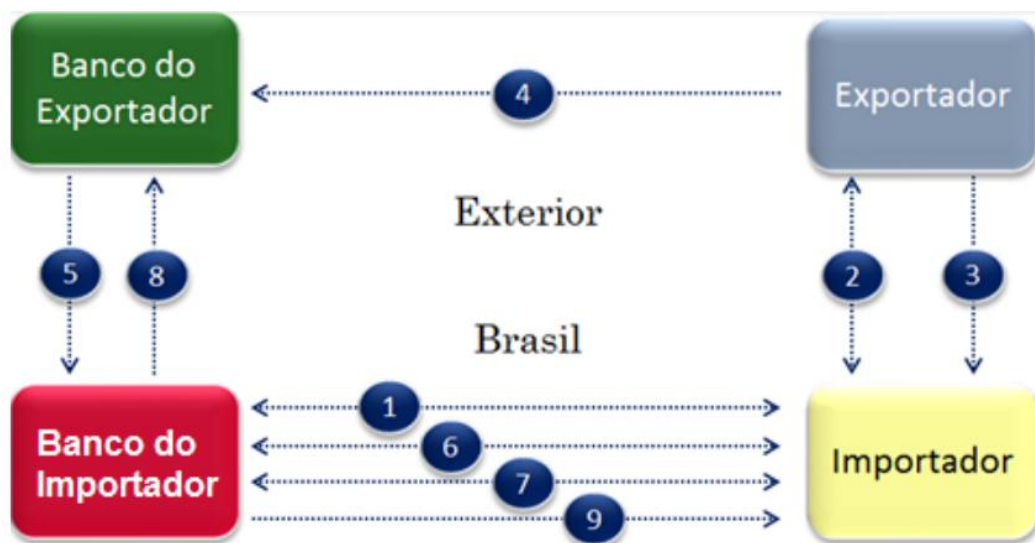 Banco do
Exportador
4
Exportador
Exterior
5
8
2
3
Brasil
Banco do
Importador
1
6
7
9
Importador